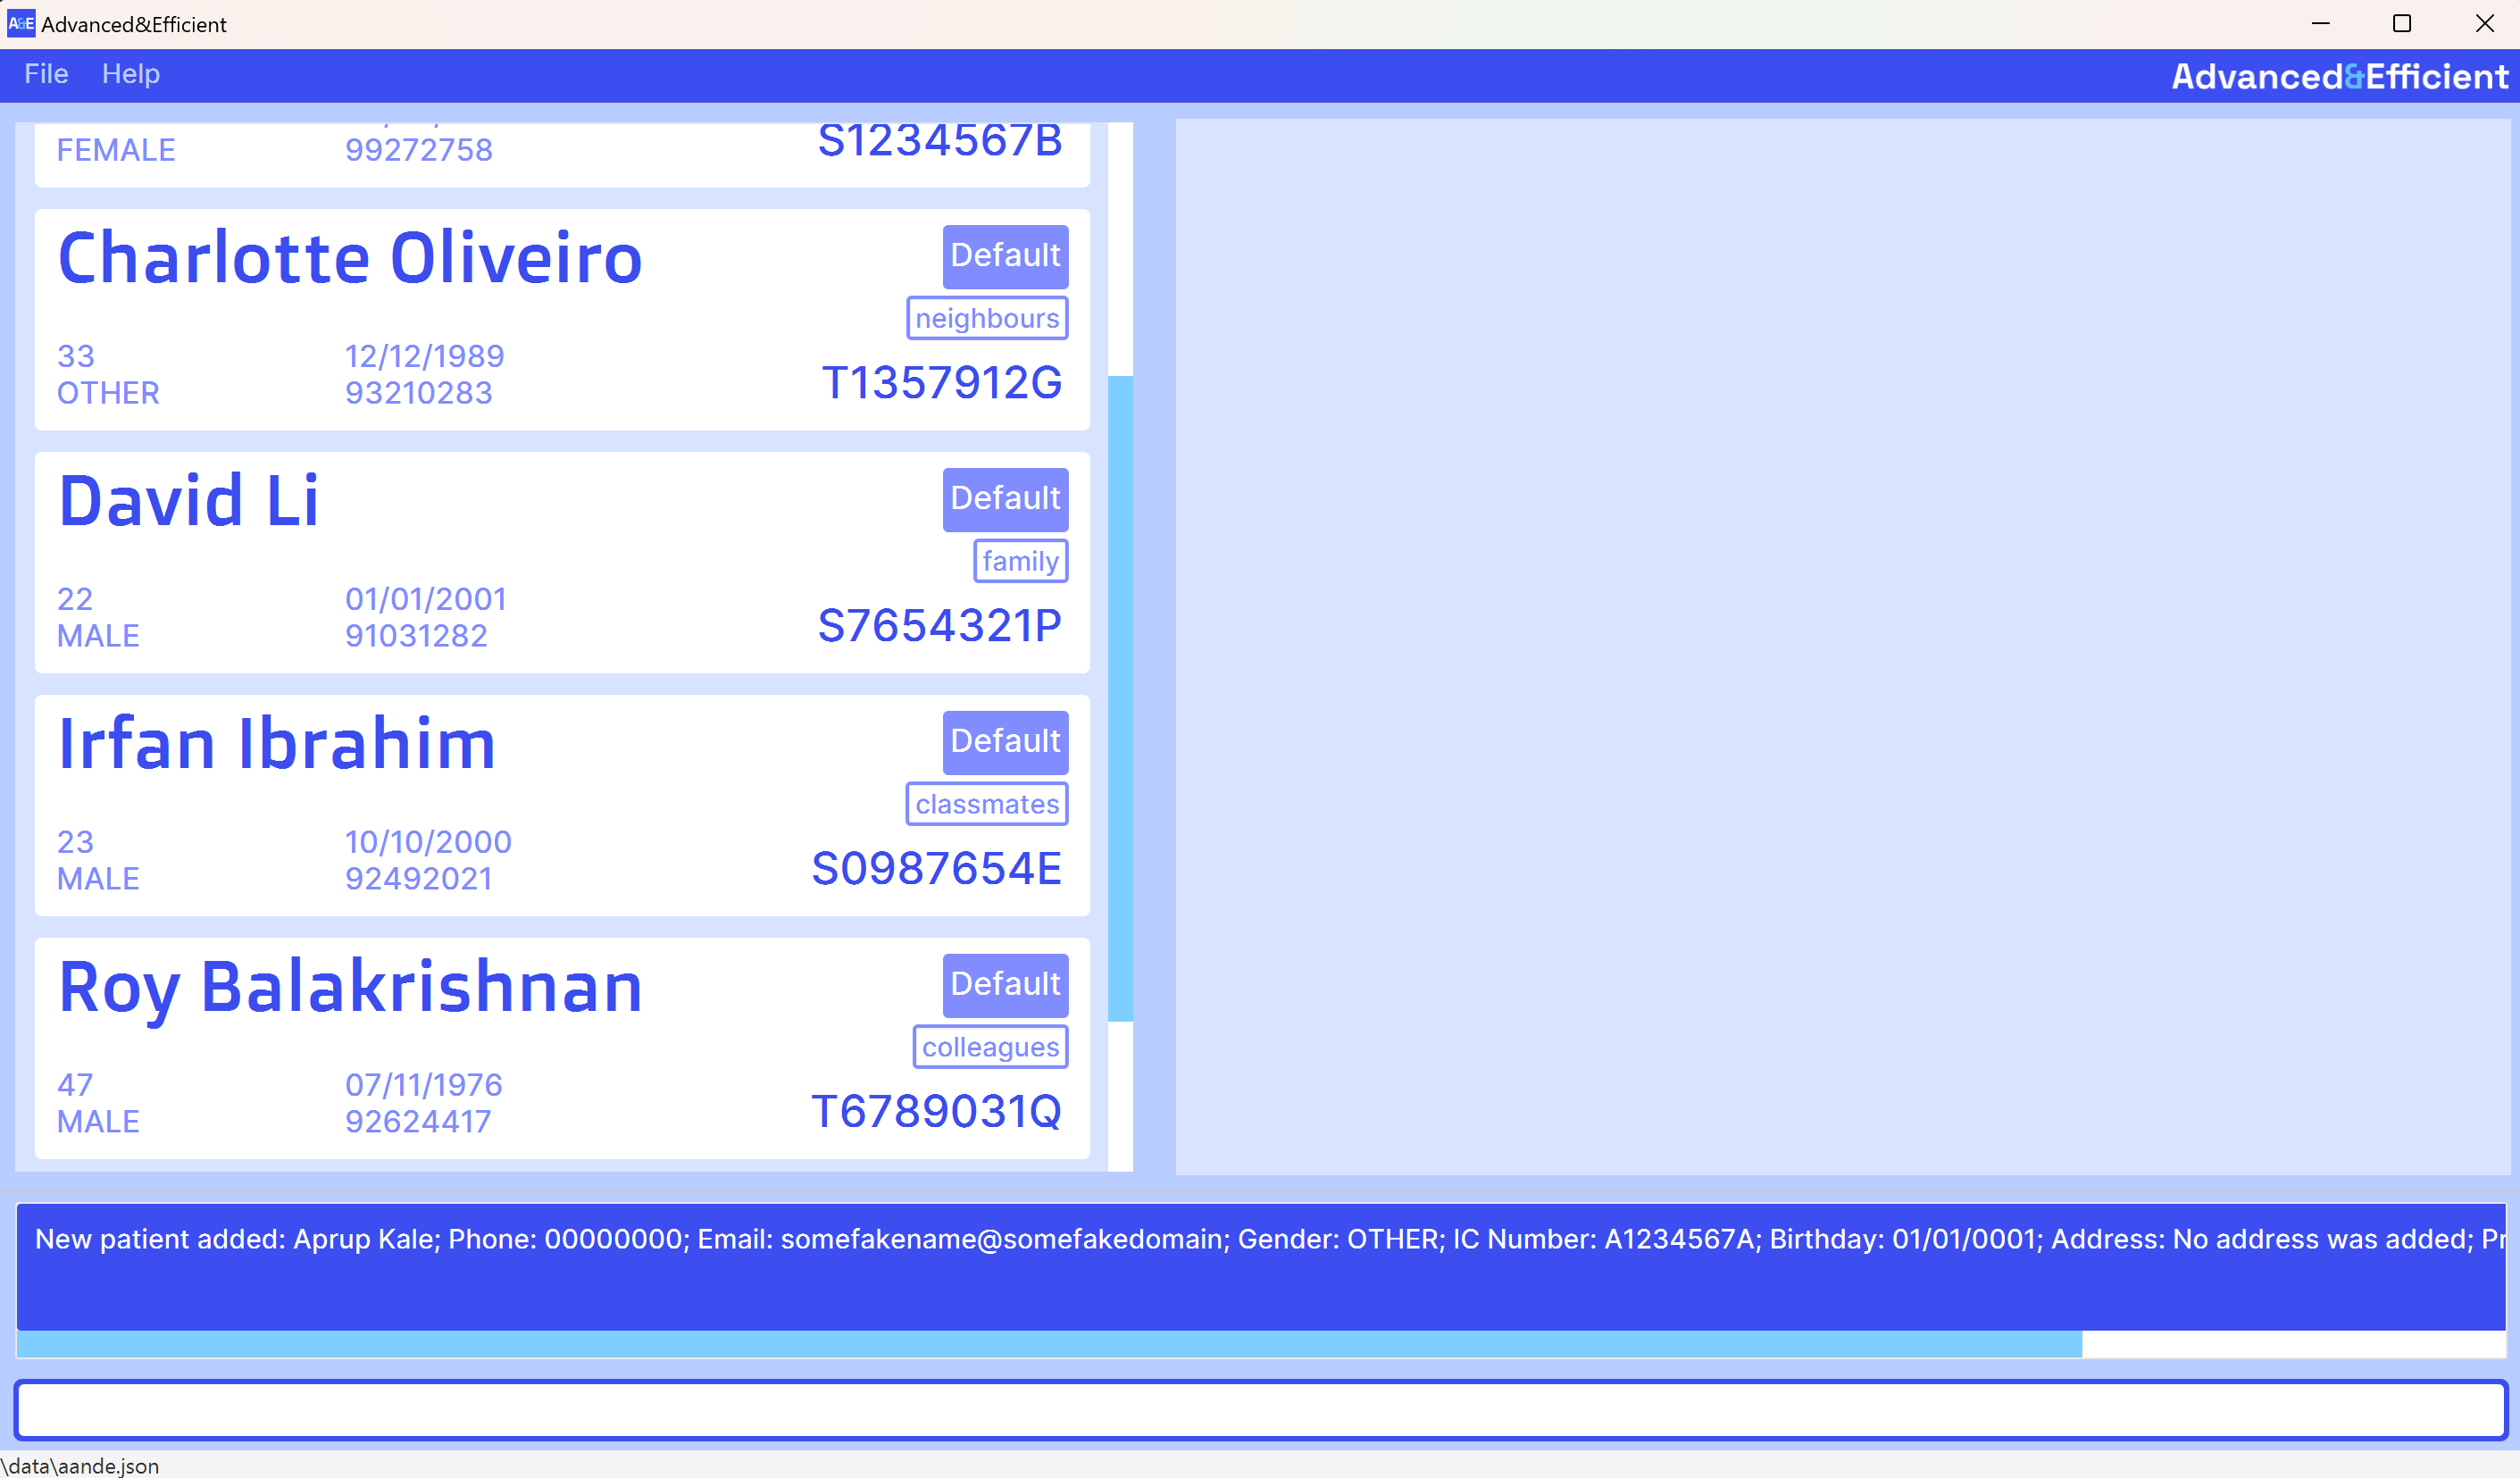 A&E Advanced&Efficient
File Help Advanced&Efficient
FEMALE 99272758 S1234567B
Charlotte Oliveiro Default
neighbours
33 12/12/1989
OTHER 93210283 T1357912G
David Li Default
family
22 01/01/2001
MALE 91031282 S7654321P
Irfan Ibrahim Default
classmates
23 10/10/2000
MALE 92492021 S0987654E
Roy Balakrishnan Default
colleagues
47 07/11/1976
MALE 92624417 T6789031Q
New patient added: Aprup Kale; Phone: 00000000; Email: somefakename@somefakedomain; Gender: OTHER; IC Number: A1234567A; Birthday: 01/01/0001; Address: No address was added; Pr
\data\aande.json